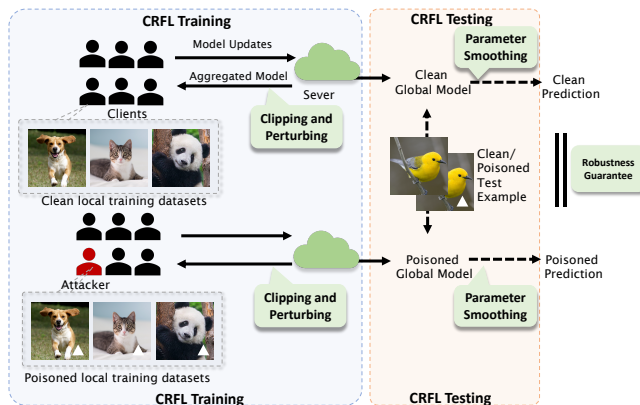 CRFL Training
CRFL Testing
Model Updates
Aggregated Model
Clients
Sever
Clipping and
Perturbing
Clean local training datasets
Parameter
Smoothing
Clean
Global Model
Clean
Prediction
Clean/
Poisoned
Test
Example
Robustness
Guarantee
Attacker
Clipping and
Perturbing
Poisoned local training datasets
Poisoned
Global Model
Poisoned
Prediction
Parameter
Smoothing
CRFL Training
CRFL Testing